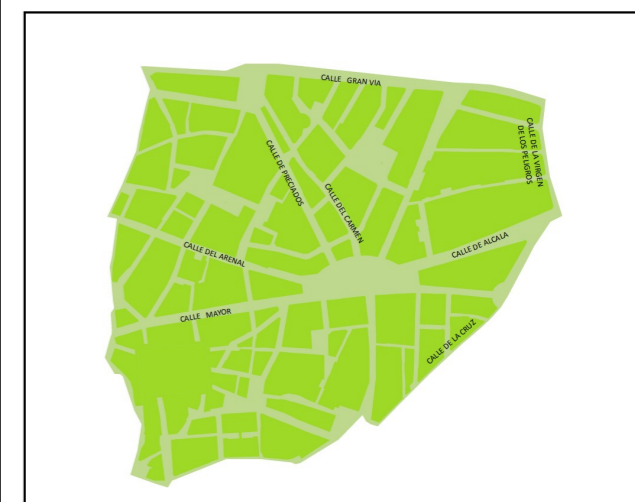 CALLE GRAN VIA
CALLE DE LA VIRGEN
DE LOS PELIGROS
CALLE DE PRECIADOS
CALLE DEL CARMEN
CALLE DEL ARENAL
CALLE DE ALCALA
CALLE MAYOR
CALLE DE LA CRUZ